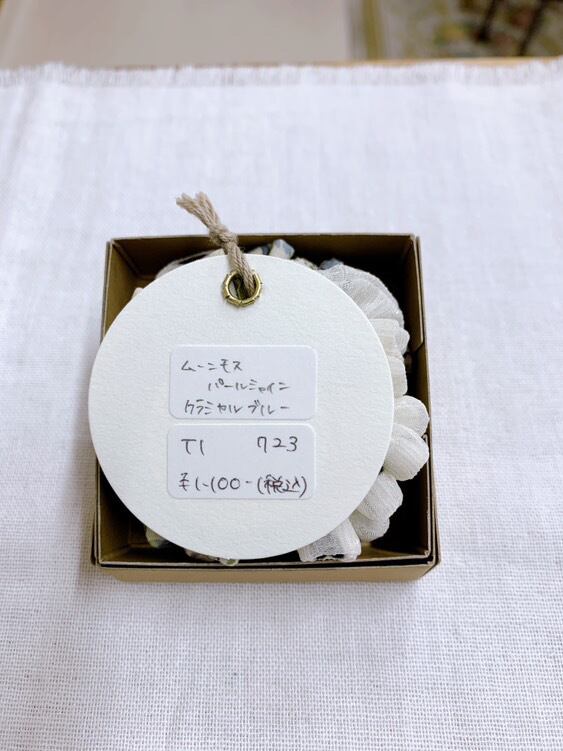 ムーンモス
パールシャイン
グラシャルブルー
T1 723
¥1,100-(税込)